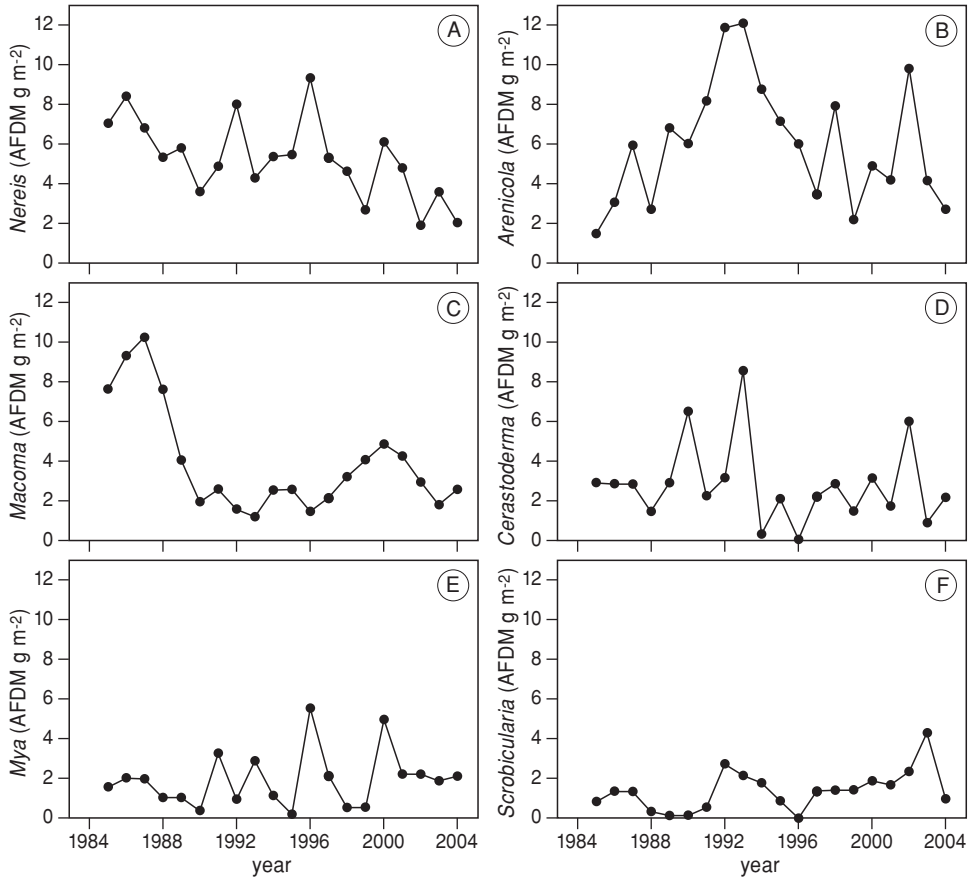 A
12
10
8
6
4
2
0
Nereis (AFDM g m-2)
B
12
10
8
6
4
2
0
Arenicola (AFDM g m-2)
C
12
10
8
6
4
2
0
Macoma (AFDM g m-2)
D
12
10
8
6
4
2
0
Cerastoderma (AFDM g m-2)
E
12
10
8
6
4
2
0
Mya (AFDM g m-2)
1984 1988 1992 1996 2000 2004
year
F
12
10
8
6
4
2
0
Scrobicularia (AFDM g m-2)
1984 1988 1992 1996 2000 2004
year